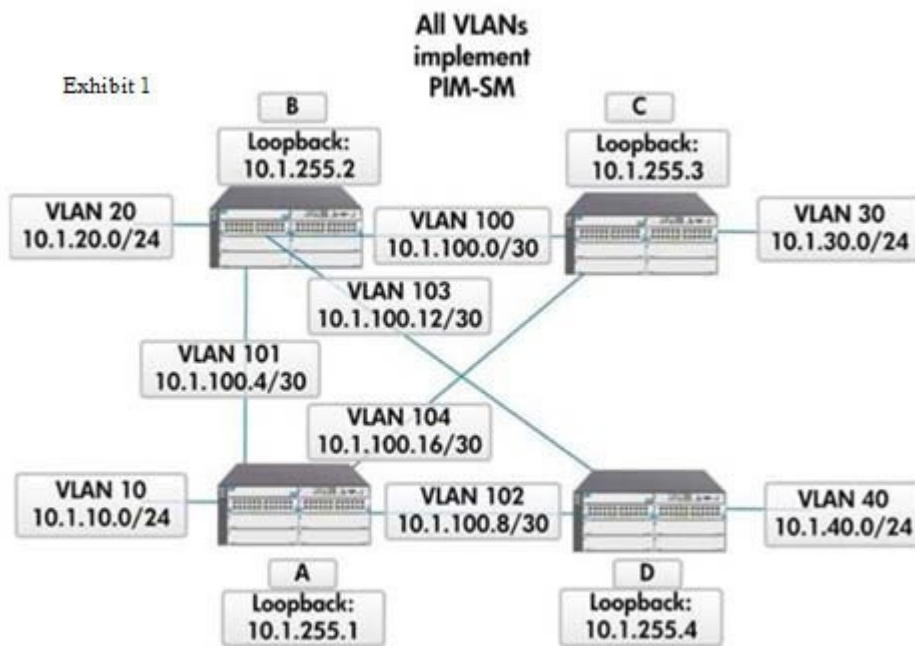 All VLANs
implement
PIM-SM
Exhibit 1
B
Loopback:
10.1.255.2
C
Loopback:
10.1.255.3
VLAN 20
10.1.20.0/24
VLAN 100
10.1.100.0/30
VLAN 30
10.1.30.0/24
VLAN 103
10.1.100.12/30
VLAN 101
10.1.100.4/30
VLAN 104
10.1.100.16/30
VLAN 10
10.1.10.0/24
VLAN 102
10.1.100.8/30
VLAN 40
10.1.40.0/24
A
Loopback:
10.1.255.1
D
Loopback:
10.1.255.4